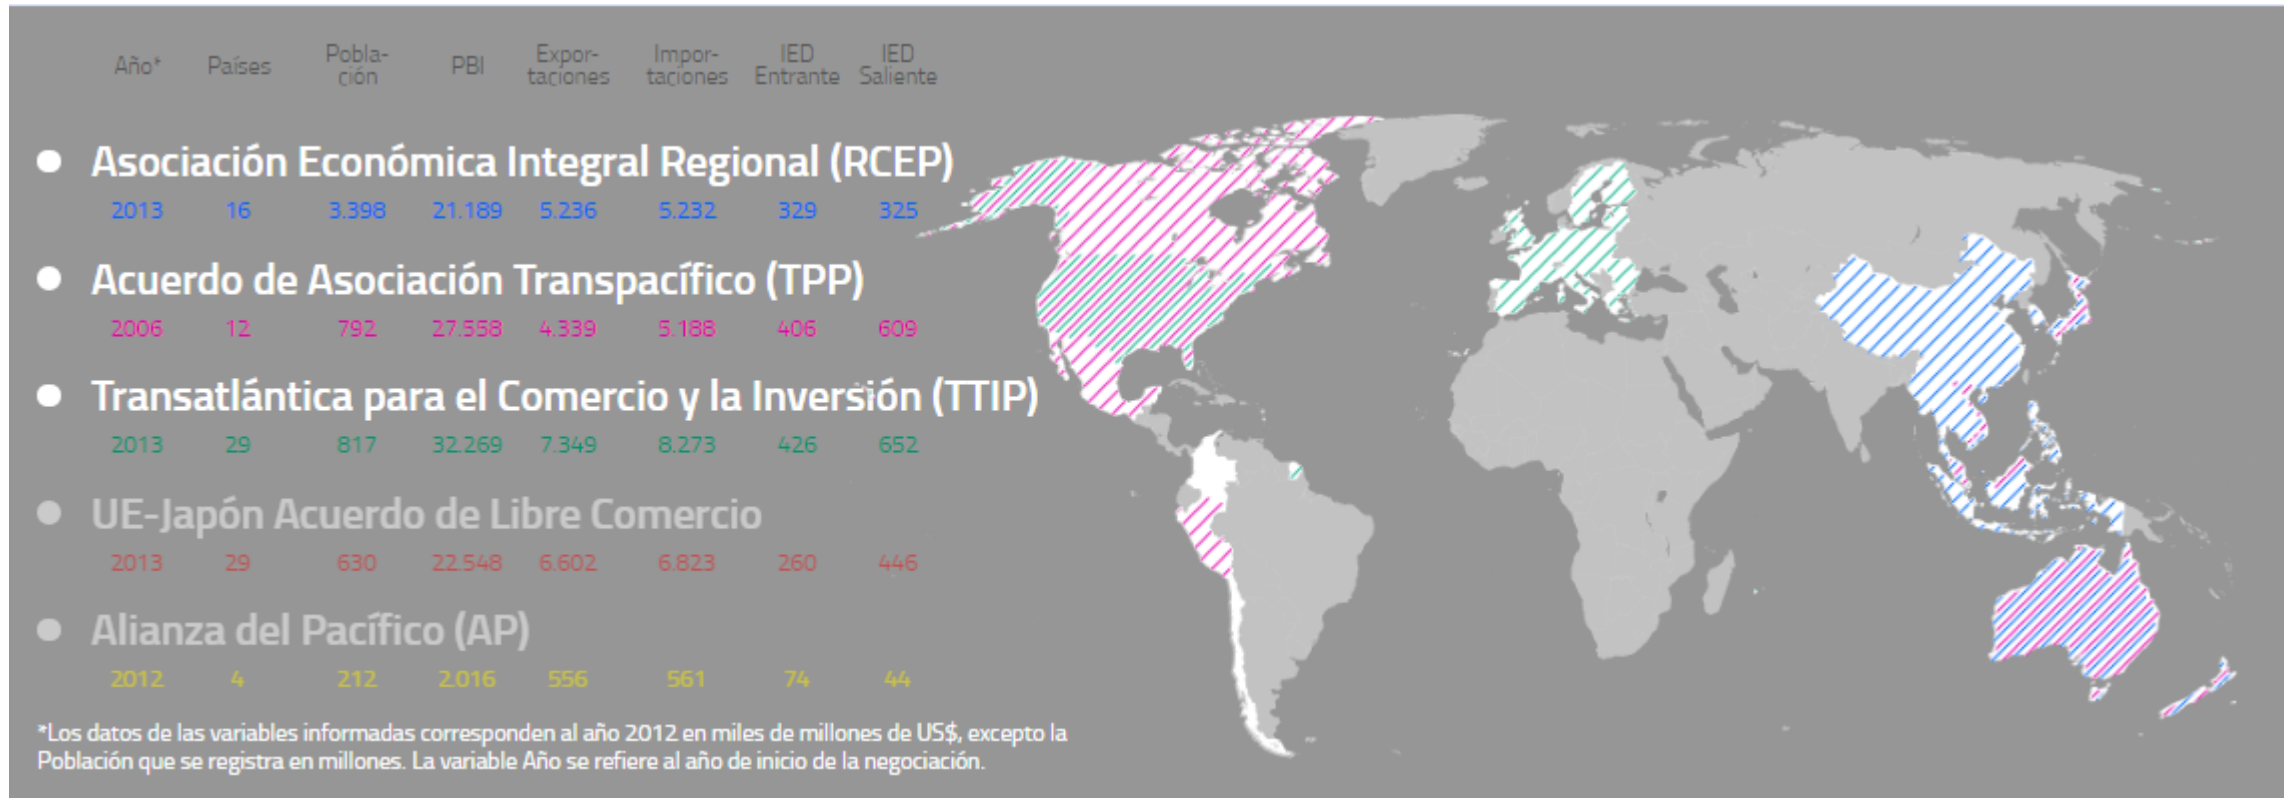 Año* Países Pobla-ción PBI Expor-taciones Impor-taciones IED Entrante IED Saliente
Asociación Económica Integral Regional (RCEP)
2013 16 3.398 21.189 5.236 5.232 329 325
Acuerdo de Asociación Transpacífico (TPP)
2006 12 792 27.558 4.339 5.188 406 609
Transatlántica para el Comercio y la Inversión (TTIP)
2013 29 817 32.269 7.349 8.273 426 652
UE-Japón Acuerdo de Libre Comercio
2013 29 630 22.548 6.602 6.823 260 446
Alianza del Pacífico (AP)
2012 4 212 2.016 556 561 74 44
*Los datos de las variables informadas corresponden al año 2012 en miles de millones de US$, excepto la
Población que se registra en millones. La variable Año se refiere al año de inicio de la negociación.